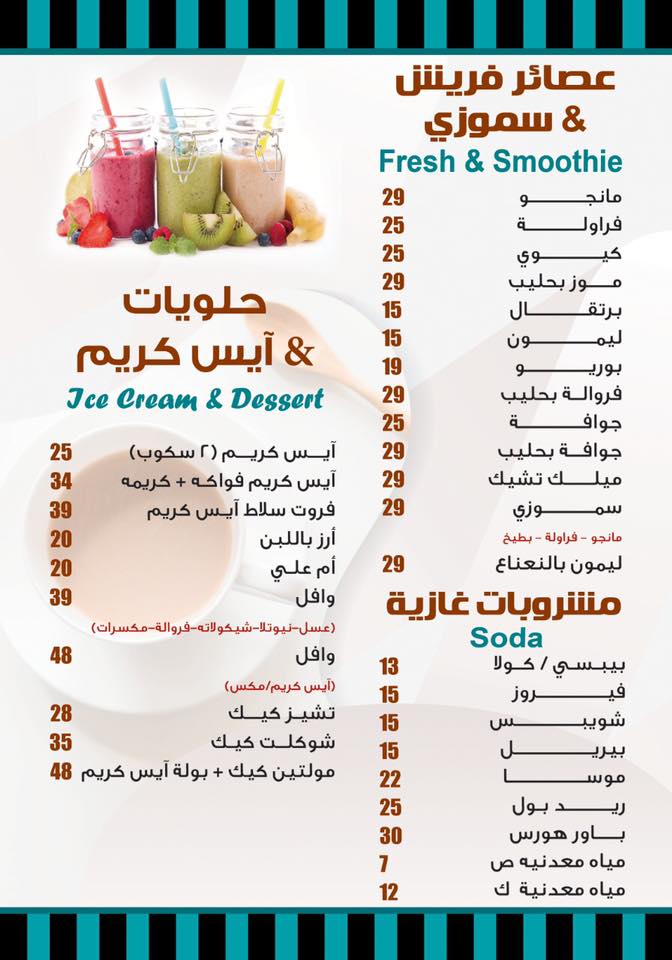 عصائر فريش
& سموزي
Fresh & Smoothie
مانجو 29
فراولة 25
كيوي 25
موز بحليب 29
برتقال 15
ليمون 15
بوريو 19
فروالة بحليب 29
جوافة 25
جوافة بحليب 29
ميلك تشيك 29
سموزي 29
مانجو - فراولة - بطيخ
ليمون بالنعناع 29
مشروبات غازية
Soda
بيبسي / كولا 13
فيروز 15
شويبس 15
بيريل 15
موسا 22
ريد بول 25
باور هورس 30
مياه معدنيه ص 7
مياه معدنية ك 12
حلويات
& آيس كريم
Ice Cream & Dessert
آيس كريم (٢ سكوب) 25
آيس كريم فواكه + كريمه 34
فروت سلاط آيس كريم 39
أرز باللبن 20
أم علي 20
وافل 39
(عسل-نيوتلا-شيكولاته-فروالة-مكسرات)
وافل 48
(آيس كريم/مكس)
تشيز كيك 28
شوكلت كيك 35
مولتين كيك + بولة آيس كريم 48